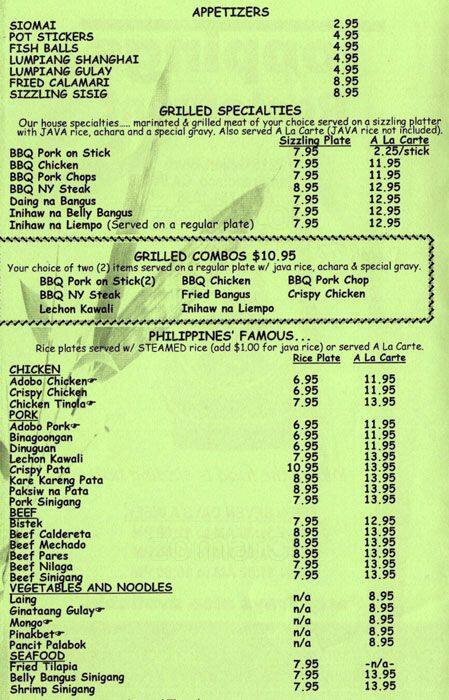 APPETIZERS
SIOMAI 2.95
POT STICKERS 4.95
FISH BALLS 4.95
LUMPIANG SHANGHAI 4.95
LUMPIANG GULAY 4.95
FRIED CALAMARI 8.95
SIZZLING SISIG 8.95
GRILLED SPECIALTIES
Our house specialties..... marinated & grilled meat of your choice served on a sizzling platter
with JAVA rice, achara and a special gravy. Also served A La Carte (JAVA rice not included).
Sizzling Plate A La Carte
BBQ Pork on Stick 7.95 2.25/stick
BBQ Chicken 7.95 11.95
BBQ Pork Chops 7.95 11.95
BBQ NY Steak 8.95 12.95
Daing na Bangus 7.95 12.95
Inihaw na Belly Bangus 7.95 12.95
Inihaw na Liempo (Served on a regular plate) 7.95 12.95
GRILLED COMBOS $10.95
Your choice of two (2) items served on a regular plate w/ java rice, achara & special gravy.
BBQ Pork on Stick(2) BBQ Chicken BBQ Pork Chop
BBQ NY Steak Fried Bangus Crispy Chicken
Lechon Kawali Inihaw na Liempo
PHILIPPINES' FAMOUS...
Rice plates served w/ STEAMED rice (add $1.00 for java rice) or served A La Carte.
Rice Plate A La Carte
CHICKEN
Adobo Chicken☞ 6.95 11.95
Crispy Chicken 6.95 11.95
Chicken Tinola☞ 7.95 13.95
PORK
Adobo Pork☞ 6.95 11.95
Binagoongan 6.95 11.95
Dinuguan 6.95 11.95
Lechon Kawali 7.95 13.95
Crispy Pata 10.95 13.95
Kare Kareng Pata 8.95 13.95
Paksiw na Pata 8.95 13.95
Pork Sinigang 7.95 13.95
BEEF
Bistek 7.95 12.95
Beef Caldereta 8.95 13.95
Beef Mechado 8.95 13.95
Beef Pares 8.95 13.95
Beef Nilaga 7.95 13.95
Beef Sinigang 7.95 13.95
VEGETABLES AND NOODLES
Laing n/a 8.95
Ginataang Gulay☞ n/a 8.95
Mongo☞ n/a 8.95
Pinakbet☞ n/a 8.95
Pancit Palabok n/a 8.95
SEAFOOD
Fried Tilapia 7.95 -n/a-
Belly Bangus Sinigang 7.95 13.95
Shrimp Sinigang 7.95 13.95